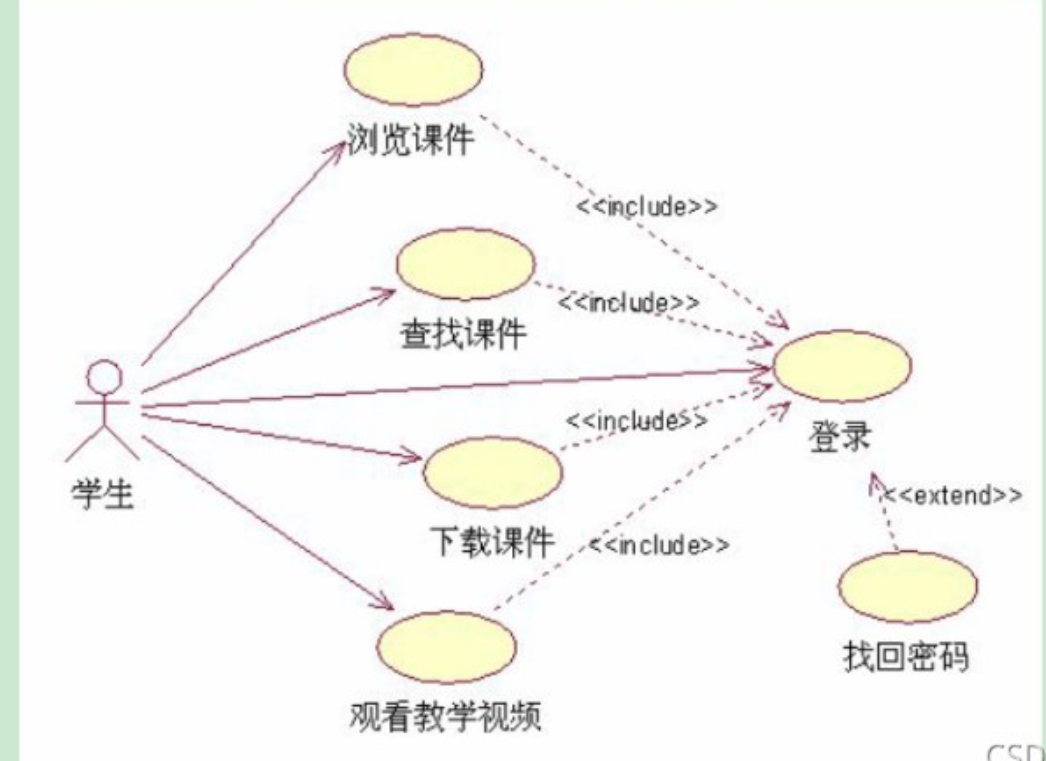 浏览课件
<<include>>
查找课件
<<include>>
登录
<<include>>
学生
下载课件
<<extend>>
<<include>>
找回密码
观看教学视频
CSD